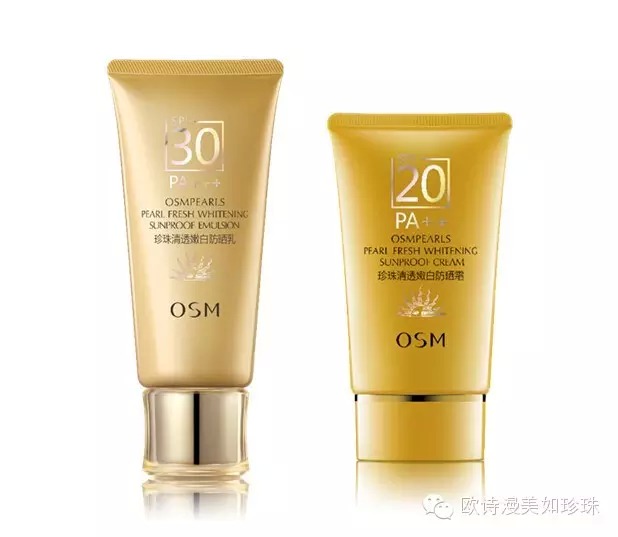 SPF
30
PA+++
OSMPEARLS
PEARL FRESH WHITENING
SUNPROOF EMULSION
珍珠清透嫩白防晒乳
OSM
20
PA++
OSMPEARLS
PEARL FRESH WHITENING
SUNPROOF CREAM
珍珠清透嫩白防晒霜
OSM
欧诗漫美如珍珠